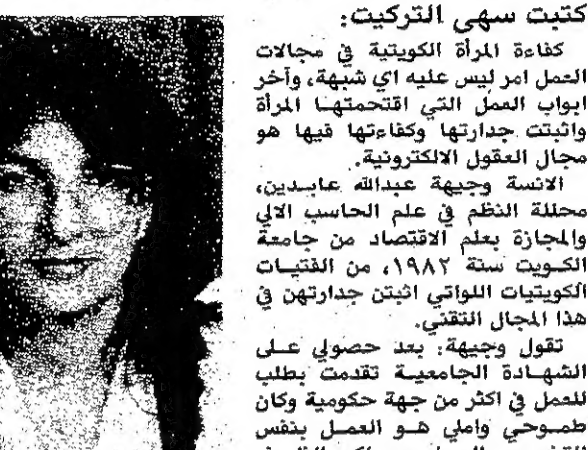 كتبت سهى التركيت:
كفاءة المرأة الكويتية في مجالات
العمل امر ليس عليه اي شبهة، وآخر
ابواب العمل التي اقتحمتها المرأة
واثبتت جدارتها وكفاءتها فيها هو
مجال العقول الالكترونية.
الانسة وجيهة عبدالله عابدين،
محللة النظم في علم الحاسب الالي
والمجازة بعلم الاقتصاد من جامعة
الكويت سنة ١٩٨٢، من الفتيات
الكويتيات اللواتي اثبتن جدارتهن في
هذا المجال التقني.
تقول وجيهة: بعد حصولي على
الشهادة الجامعية تقدمت بطلب
للعمل في اكثر من جهة حكومية وكان
طموحي واملي هو العمل بنفس